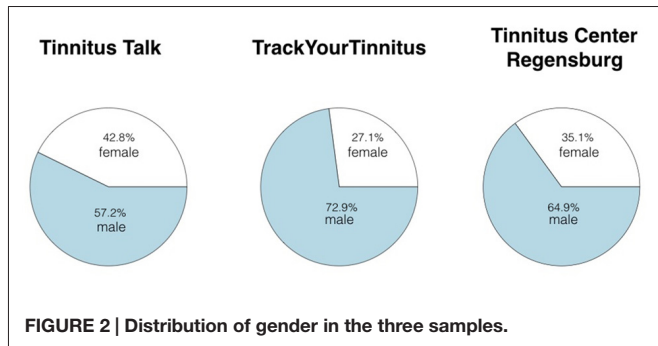 Tinnitus Talk
TrackYourTinnitus
Tinnitus Center
Regensburg
42.8%
female
57.2%
male
27.1%
female
72.9%
male
35.1%
female
64.9%
male
FIGURE 2 | Distribution of gender in the three samples.